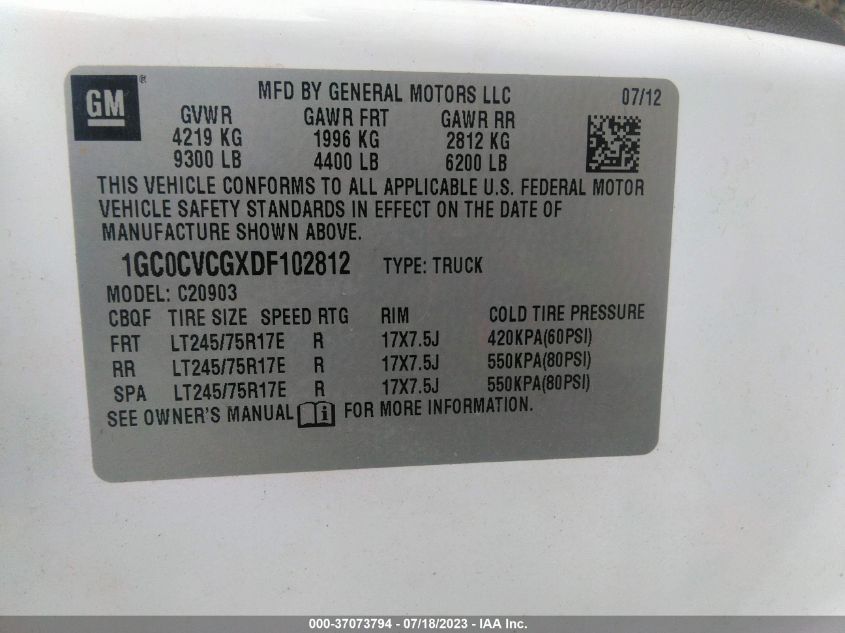 GM®
MFD BY GENERAL MOTORS LLC 07/12
GVWR GAWR FRT GAWR RR
4219 KG 1996 KG 2812 KG
9300 LB 4400 LB 6200 LB
THIS VEHICLE CONFORMS TO ALL APPLICABLE U.S. FEDERAL MOTOR
VEHICLE SAFETY STANDARDS IN EFFECT ON THE DATE OF
MANUFACTURE SHOWN ABOVE.
1GC0CVCGXDF102812 TYPE: TRUCK
MODEL: C20903
CBQF TIRE SIZE SPEED RTG RIM COLD TIRE PRESSURE
FRT LT245/75R17E R 17X7.5J 420KPA(60PSI)
RR LT245/75R17E R 17X7.5J 550KPA(80PSI)
SPA LT245/75R17E R 17X7.5J 550KPA(80PSI)
SEE OWNER'S MANUAL i FOR MORE INFORMATION.
000-37073794 - 07/18/2023 - IAA Inc.